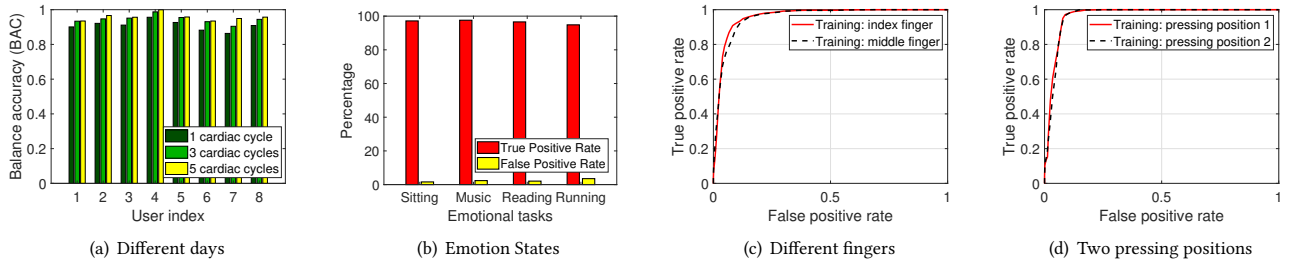 Balance accuracy (BAC)
1
0.8
0.6
0.4
0.2
0
1 cardiac cycle
3 cardiac cycles
5 cardiac cycles
1 2 3 4 5 6 7 8
User index
(a) Different days
Percentage
100
80
60
40
20
0
True Positive Rate
False Positive Rate
Sitting Music Reading Running
Emotional tasks
(b) Emotion States
True positive rate
1
0.8
0.6
0.4
0.2
0
Training: index finger
Training: middle finger
0 0.5 1
False positive rate
(c) Different fingers
True positive rate
1
0.8
0.6
0.4
0.2
0
Training: pressing position 1
Training: pressing position 2
0 0.5 1
False positive rate
(d) Two pressing positions